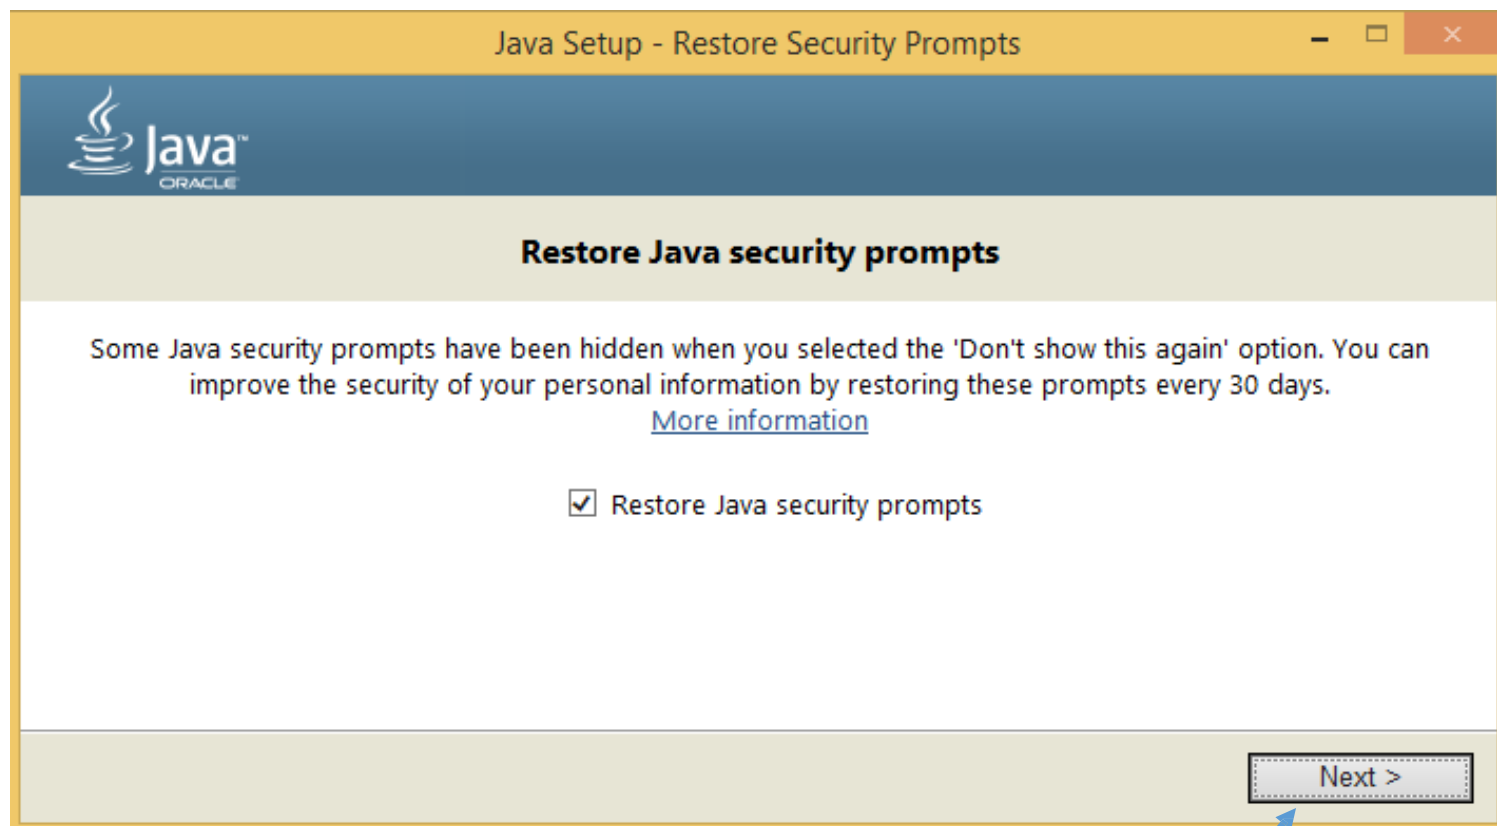 Java Setup - Restore Security Prompts
Java™
ORACLE
Restore Java security prompts
Some Java security prompts have been hidden when you selected the 'Don't show this again' option. You can
improve the security of your personal information by restoring these prompts every 30 days.
More information
Restore Java security prompts
Next >